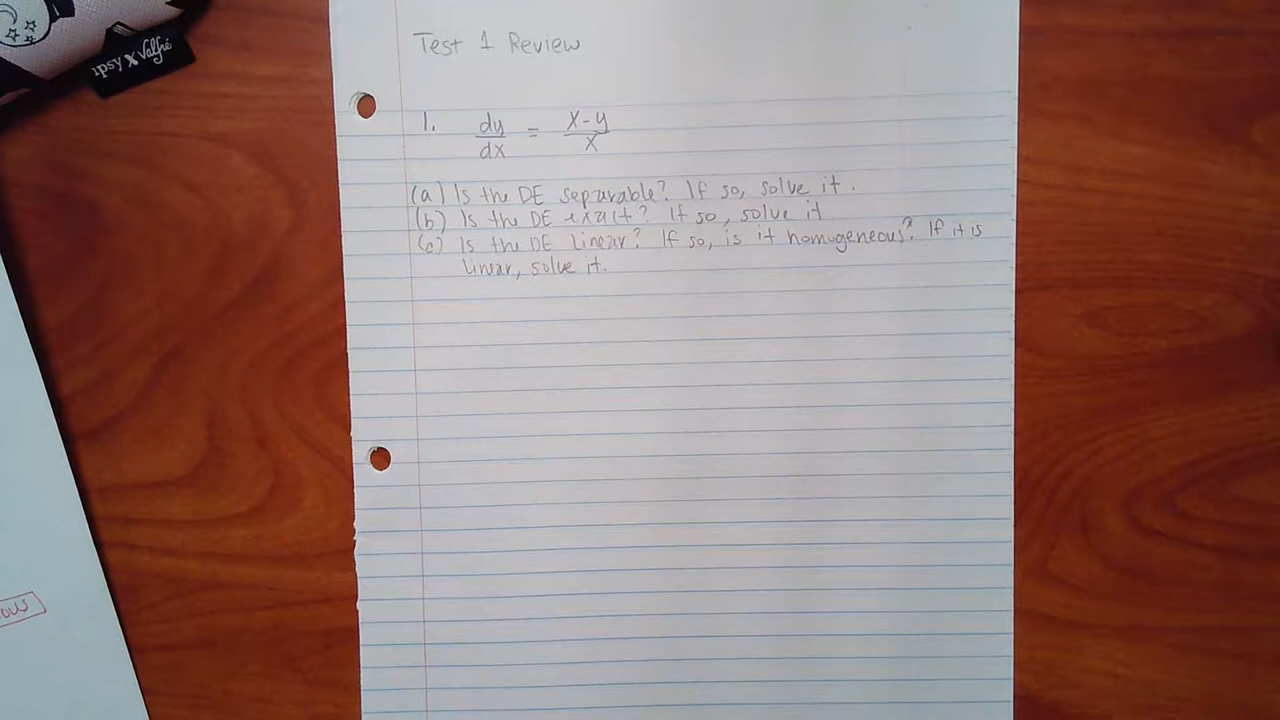 ipsy x Valfré
Test 1 Review
1. dy/dx = x-y/x
(a) Is the DE separable? If so, solve it.
(b) Is the DE exact? If so, solve it
(c) Is the DE linear? If so, is it homogeneous? If it is
linear, solve it.